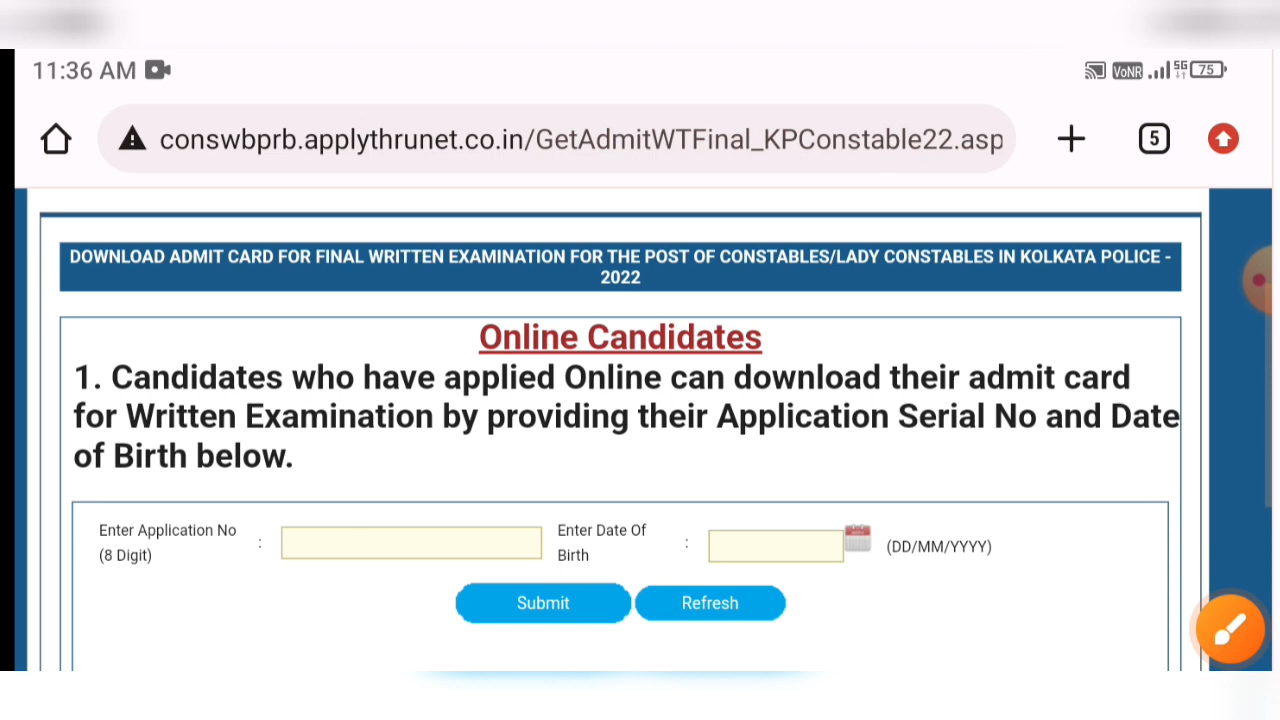 11:36 AM
VoNR 5G 75
conswbprb.applythrunet.co.in/GetAdmitWTFinal_KPConstable22.asp
5
DOWNLOAD ADMIT CARD FOR FINAL WRITTEN EXAMINATION FOR THE POST OF CONSTABLES/LADY CONSTABLES IN KOLKATA POLICE -
2022
Online Candidates
1. Candidates who have applied Online can download their admit card
for Written Examination by providing their Application Serial No and Date
of Birth below.
Enter Application No
(8 Digit)
:
Enter Date Of
Birth
:
(DD/MM/YYYY)
Submit
Refresh